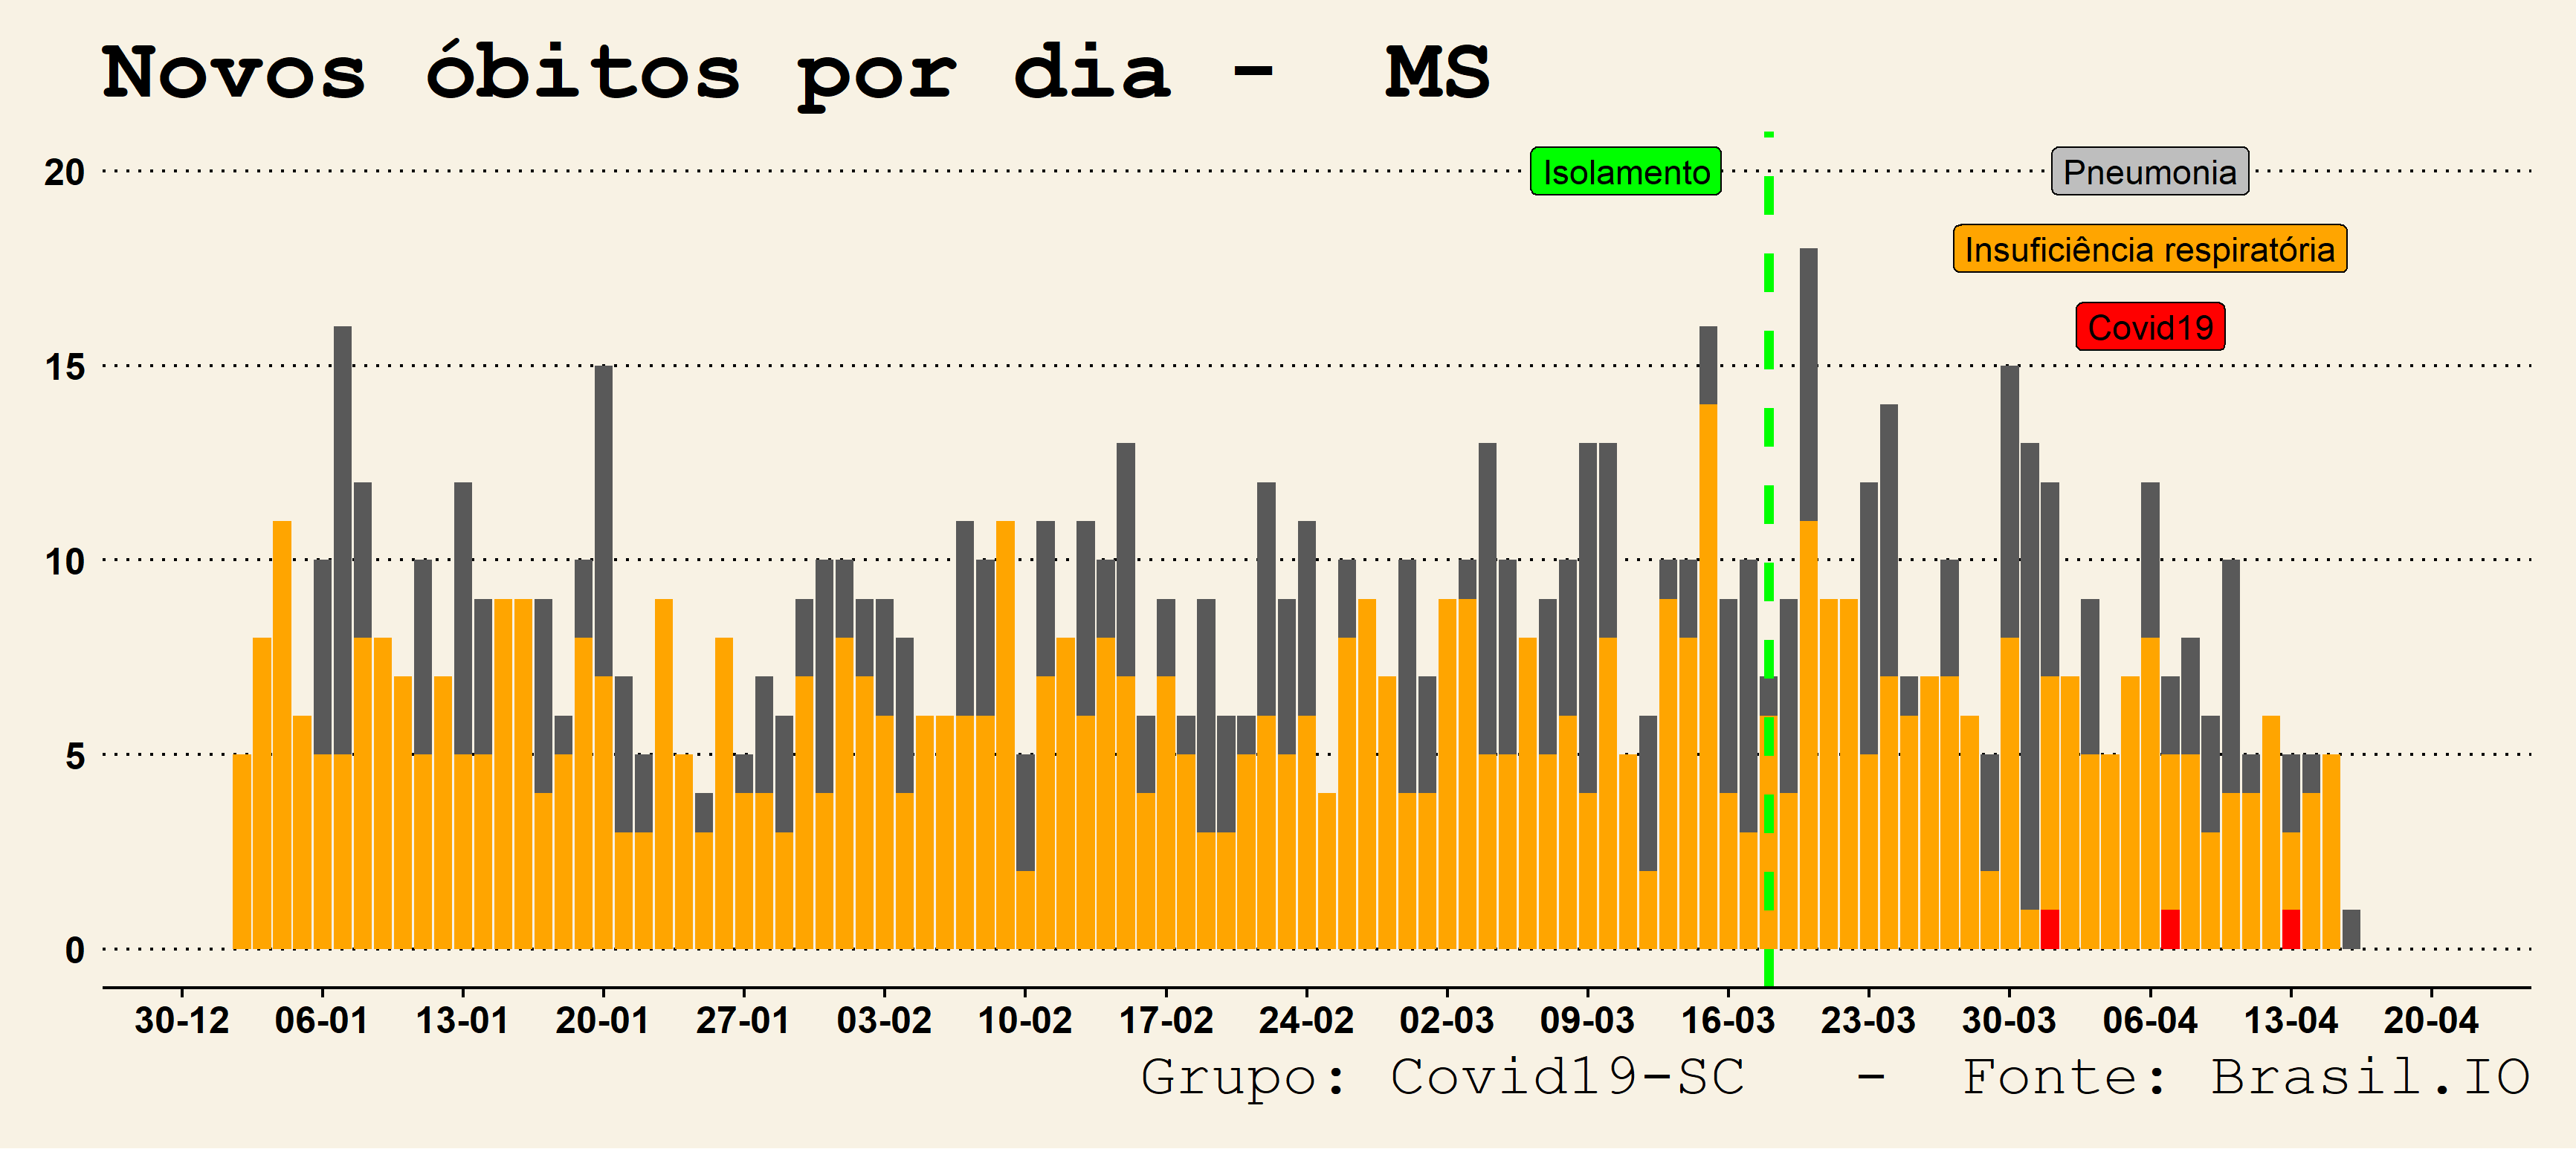 Novos óbitos por dia -  MS
20
Isolamento
Pneumonia
Insuficiência respiratória
Covid19
15
10
5
0
30-12 06-01 13-01 20-01 27-01 03-02 10-02 17-02 24-02 02-03 09-03 16-03 23-03 30-03 06-04 13-04 20-04
Grupo: Covid19-SC  -  Fonte: Brasil.IO